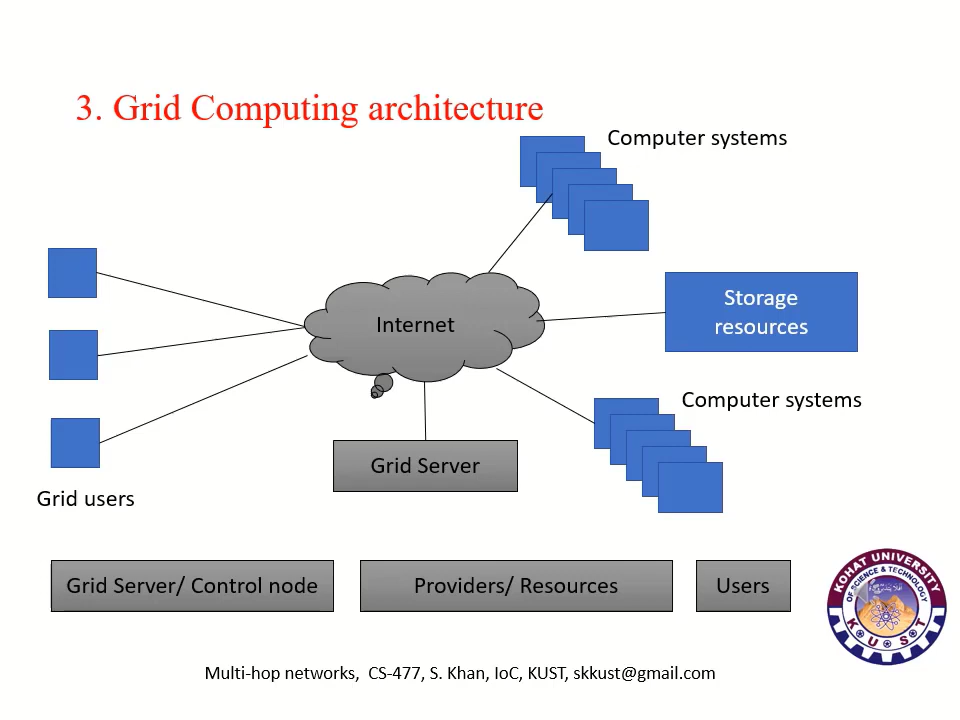 3. Grid Computing architecture
Computer systems
Storage
resources
Internet
Computer systems
Grid Server
Grid users
Grid Server/ Control node
Providers/ Resources
Users
KOHAT UNIVERSITY
OF SCIENCE & TECHNOLOGY
K U S T
Multi-hop networks,  CS-477, S. Khan, IoC, KUST, skkust@gmail.com